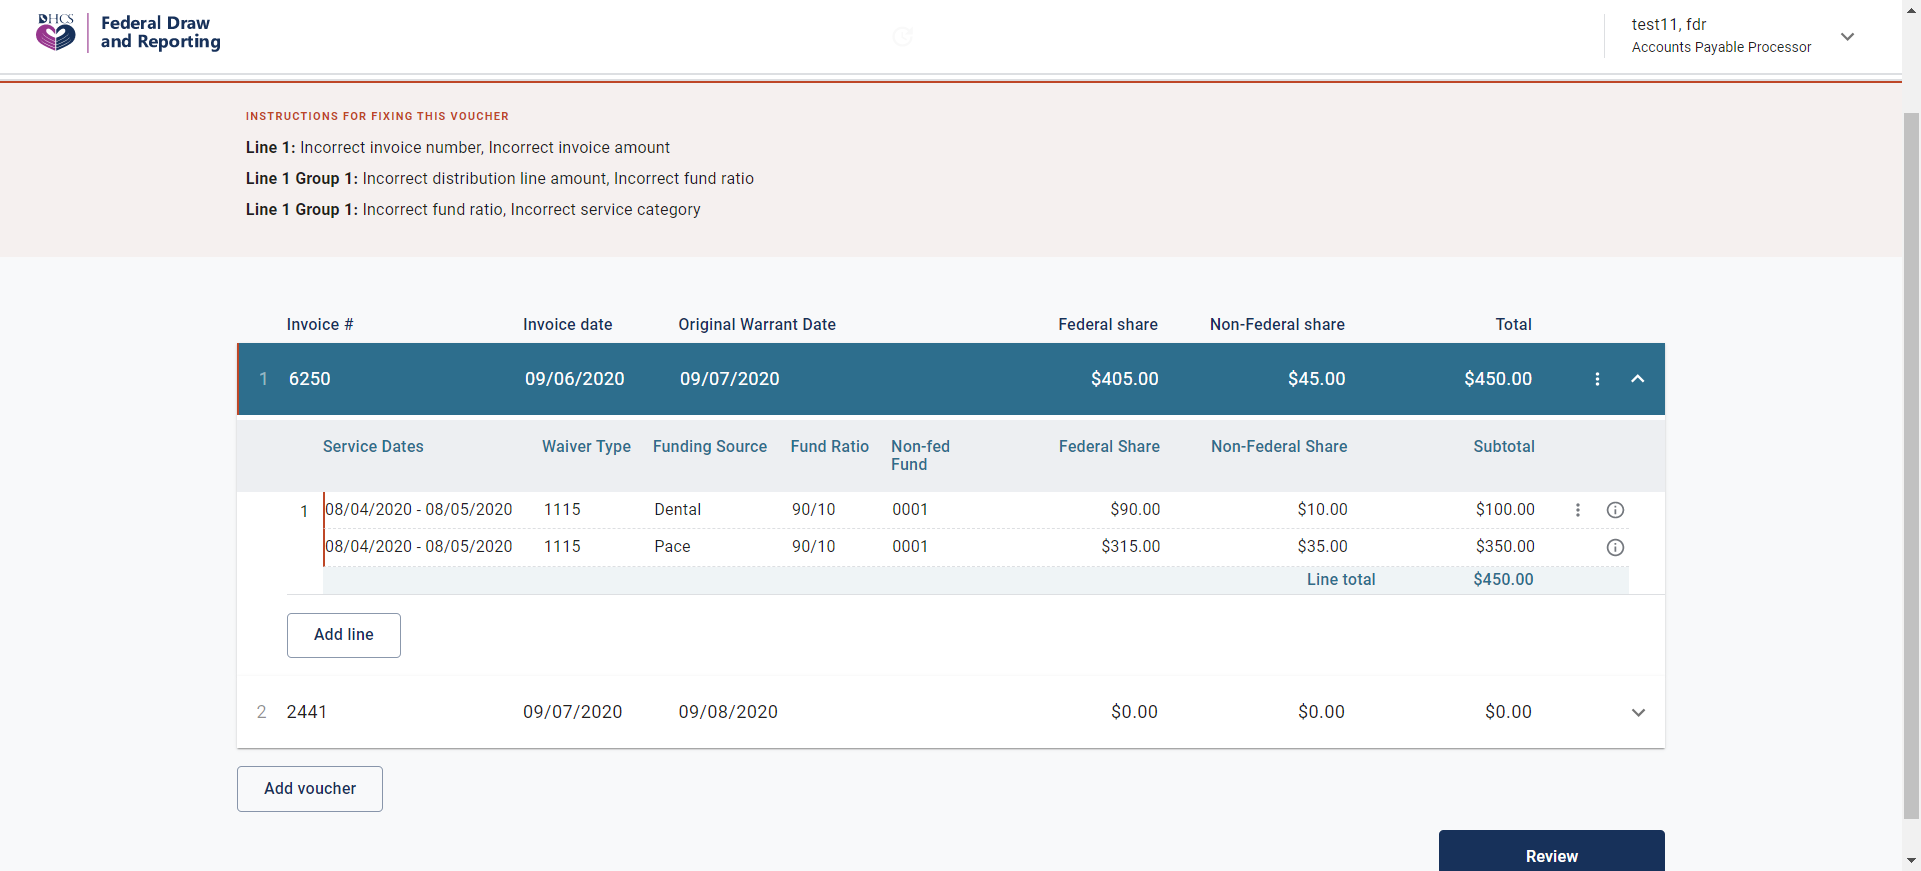 DHCS
Federal Draw
and Reporting
test11, fdr
Accounts Payable Processor
INSTRUCTIONS FOR FIXING THIS VOUCHER
Line 1: Incorrect invoice number, Incorrect invoice amount
Line 1 Group 1: Incorrect distribution line amount, Incorrect fund ratio
Line 1 Group 1: Incorrect fund ratio, Incorrect service category
Invoice # Invoice date Original Warrant Date Federal share Non-Federal share Total
1 6250 09/06/2020 09/07/2020 $405.00 $45.00 $450.00
Service Dates Waiver Type Funding Source Fund Ratio Non-fed Federal Share Non-Federal Share Subtotal
Fund
1 08/04/2020 - 08/05/2020 1115 Dental 90/10 0001 $90.00 $10.00 $100.00
08/04/2020 - 08/05/2020 1115 Pace 90/10 0001 $315.00 $35.00 $350.00
Line total $450.00
Add line
2 2441 09/07/2020 09/08/2020 $0.00 $0.00 $0.00
Add voucher
Review